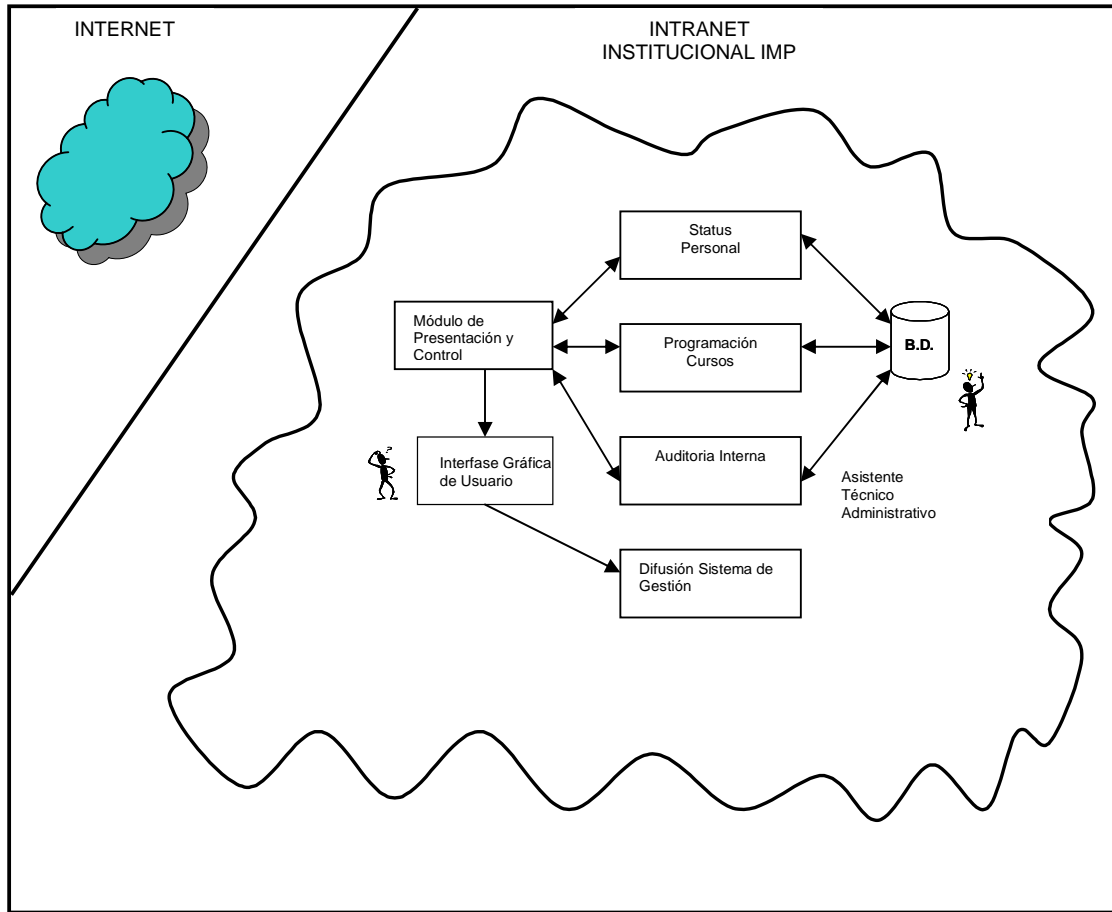 INTERNET
INTRANET
INSTITUCIONAL IMP
Status
Personal
Módulo de
Presentación y
Control
Programación
Cursos
B.D.
Interfase Gráfica
de Usuario
?
Auditoria Interna
Asistente
Técnico
Administrativo
Difusión Sistema de
Gestión